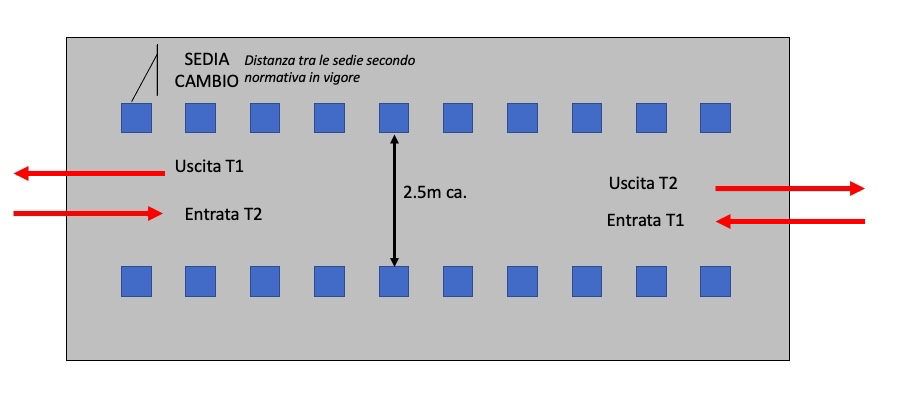 SEDIA
CAMBIO
Distanza tra le sedie secondo
normativa in vigore
Uscita T1
2.5m ca.
Uscita T2
Entrata T2
Entrata T1